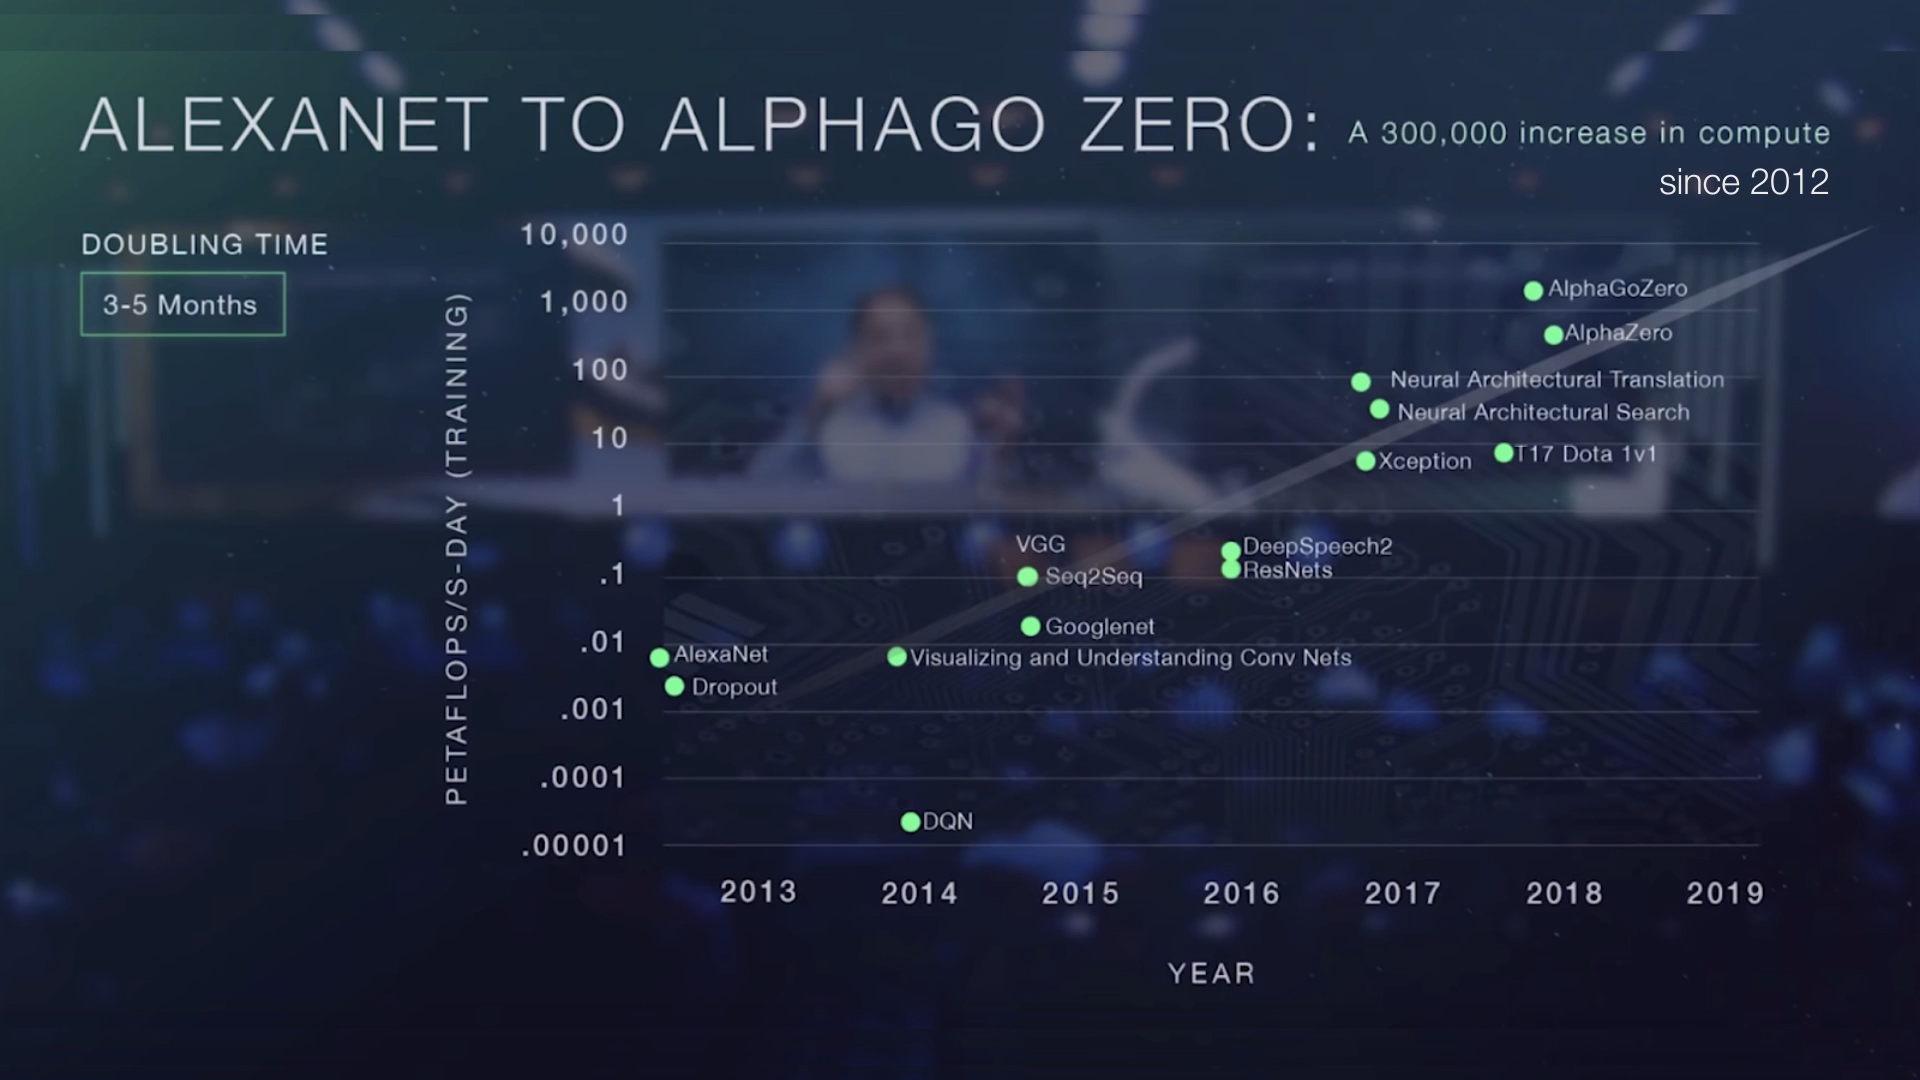 ALEXANET TO ALPHAGO ZERO: A 300,000 increase in compute
since 2012
DOUBLING TIME
3-5 Months
PETAFLOPS/S-DAY (TRAINING)
10,000
1,000
100
10
1
.1
.01
.001
.0001
.00001
AlphaGoZero
AlphaZero
Neural Architectural Translation
Neural Architectural Search
Xception
T17 Dota 1v1
VGG
Seq2Seq
DeepSpeech2
ResNets
Googlenet
AlexaNet
Visualizing and Understanding Conv Nets
Dropout
DQN
2013 2014 2015 2016 2017 2018 2019
YEAR